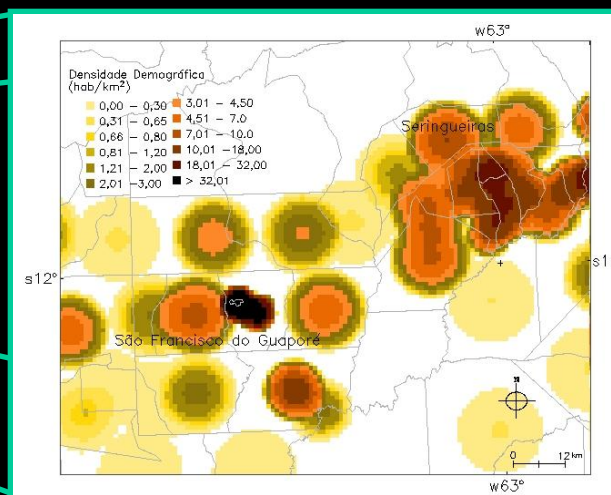 w63°
Densidade Demográfica
(hab/km²)
0,00 – 0,30
0,31 – 0,65
0,66 – 0,80
0,81 – 1,20
1,21 – 2,00
2,01 –3,00
3,01 – 4,50
4,51 – 7.0
7,01 – 10.0
10,01 –18,00
18,01 – 32,00
> 32,01
Seringueiras
s12°
s1
São Francisco do Guaporé
0 12 km
w63°